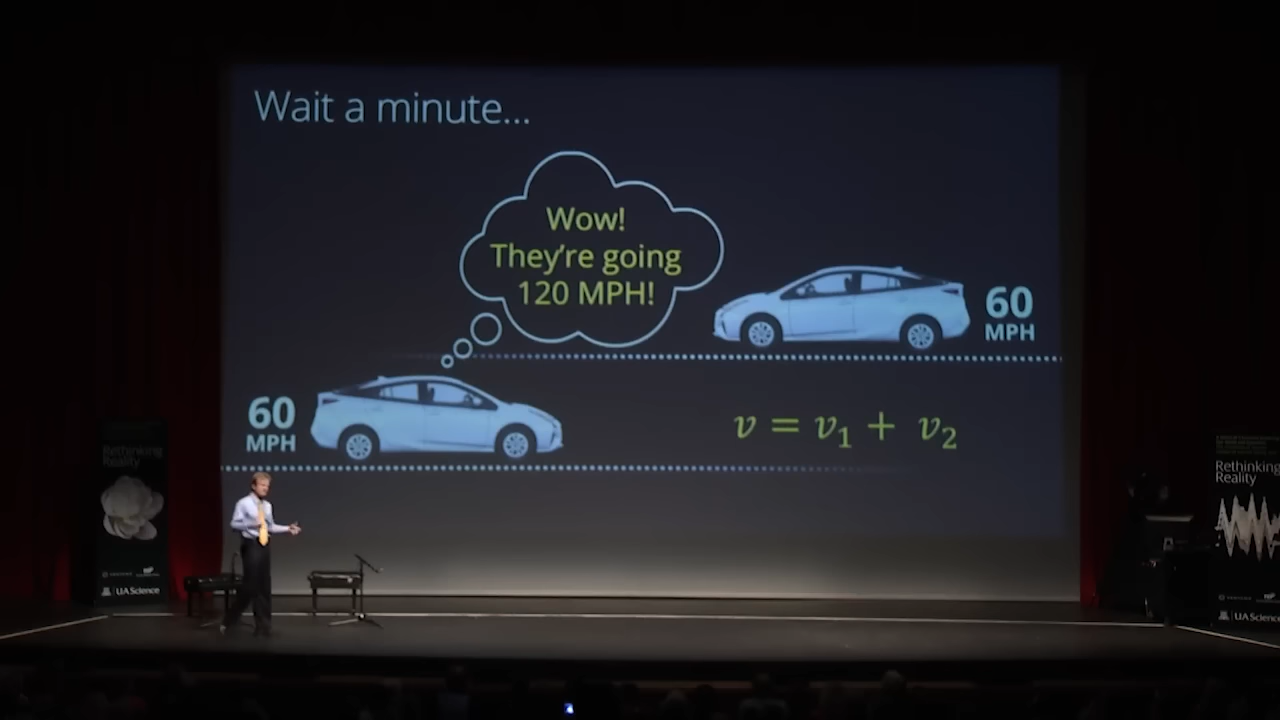 Wait a minute...
Wow!
They're going
120 MPH!
60
MPH
60
MPH
v = v₁ + v₂
Rethinking
Reality
UA Science
Rethinking
Reality
UA Science